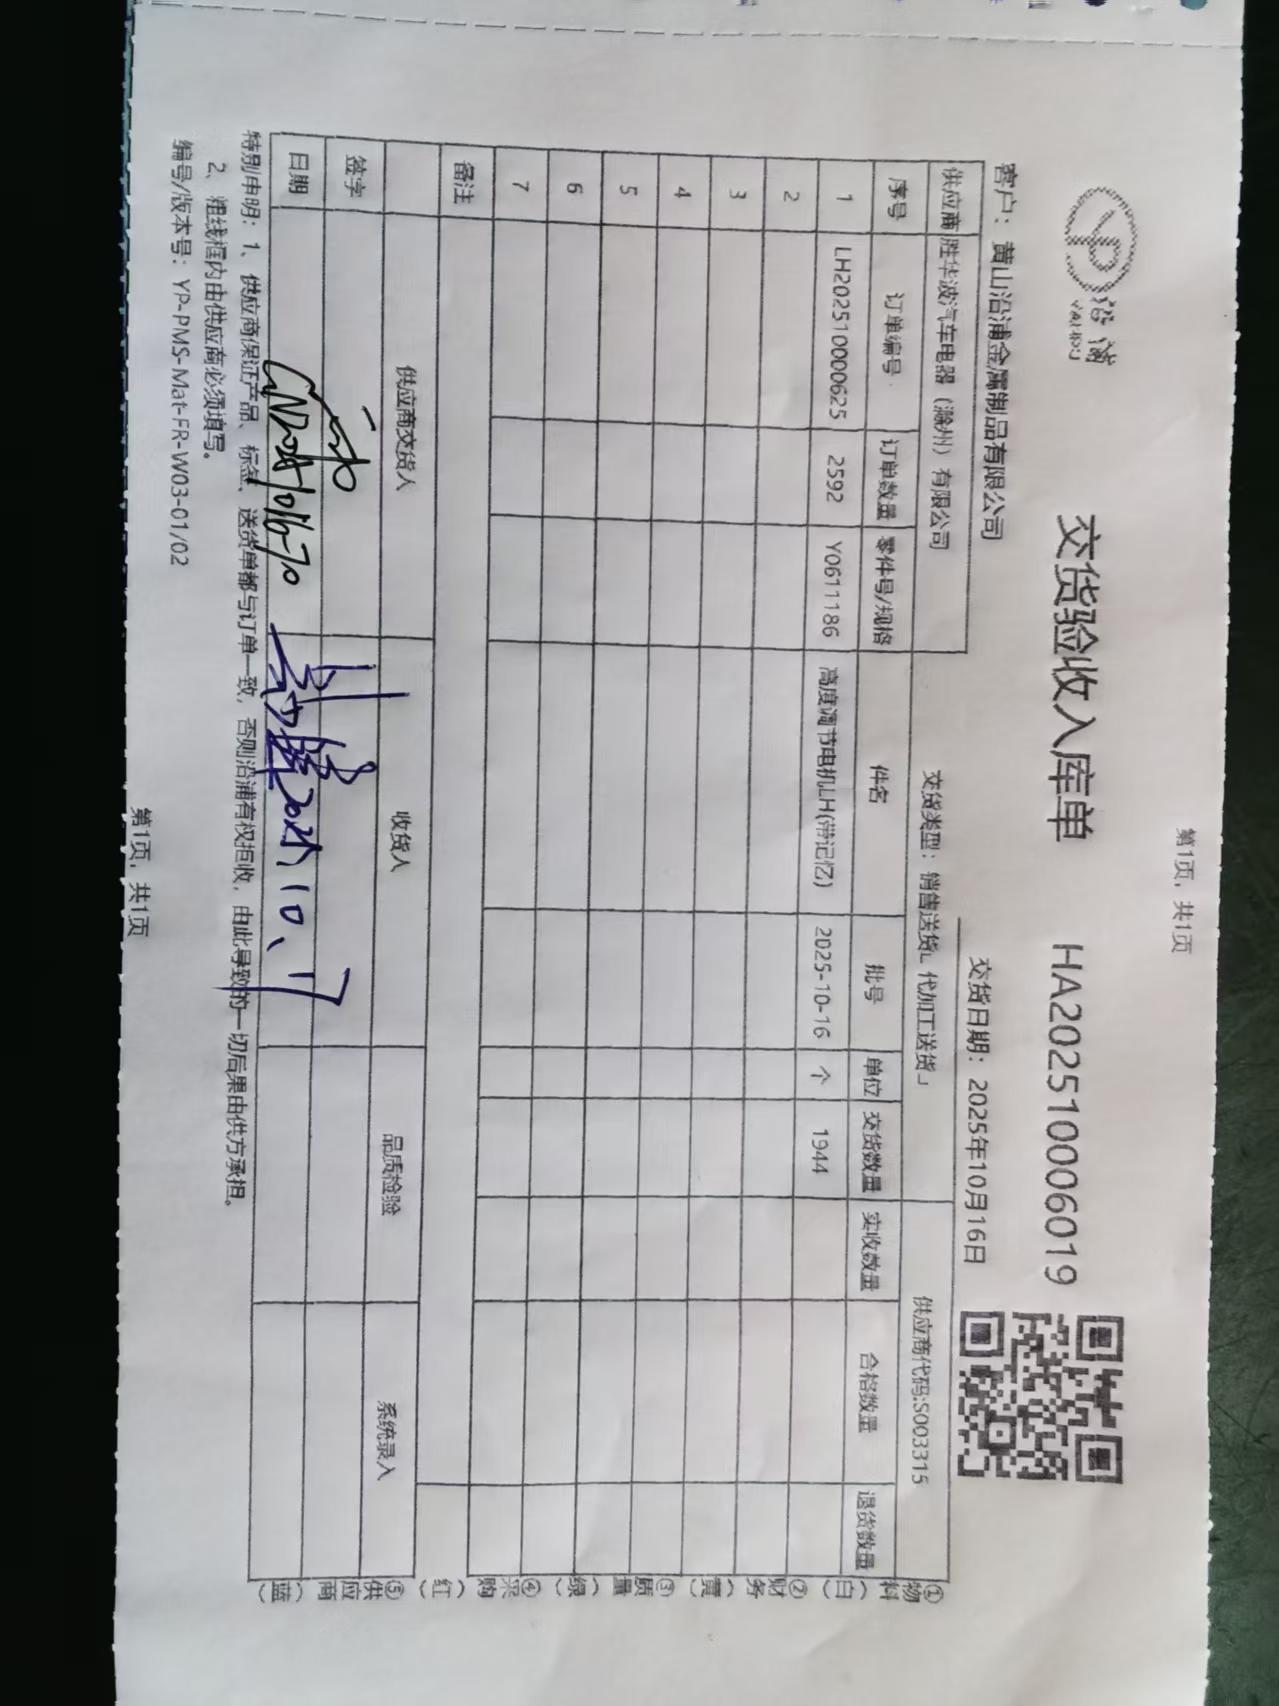 第1页，共1页
沿浦
YANPU
交货验收入库单 HA20251006019
客户：黄山沿浦金属制品有限公司 交货日期：2025年10月16日
供应商 胜华波汽车电器（滁州）有限公司 交货类型：销售送货 代加工送货 供应商代码:S003315
序号 订单编号 订单数量 零件号/规格 件名 批号 单位 交货数量 实收数量 合格数量 退货数量
1 LH202510000625 2592 Y0611186 高度调节电机LH(带记忆) 2025-10-16 个 1944
2
3
4
5
6
7
备注
供应商交货人 收货人 品质检验 系统录入
签字
日期 2025.10.17
特别申明：1、供应商保证产品、标签、送货单都与订单一致，否则沿浦有权拒收，由此导致的一切后果由供方承担。
2、粗线框内由供应商必须填写。
编号/版本号：YP-PMS-Mat-FR-W03-01/02
第1页，共1页
①物料（白）
②财务（黄）
③质量（绿）
④采购（红）
⑤供应商（蓝）